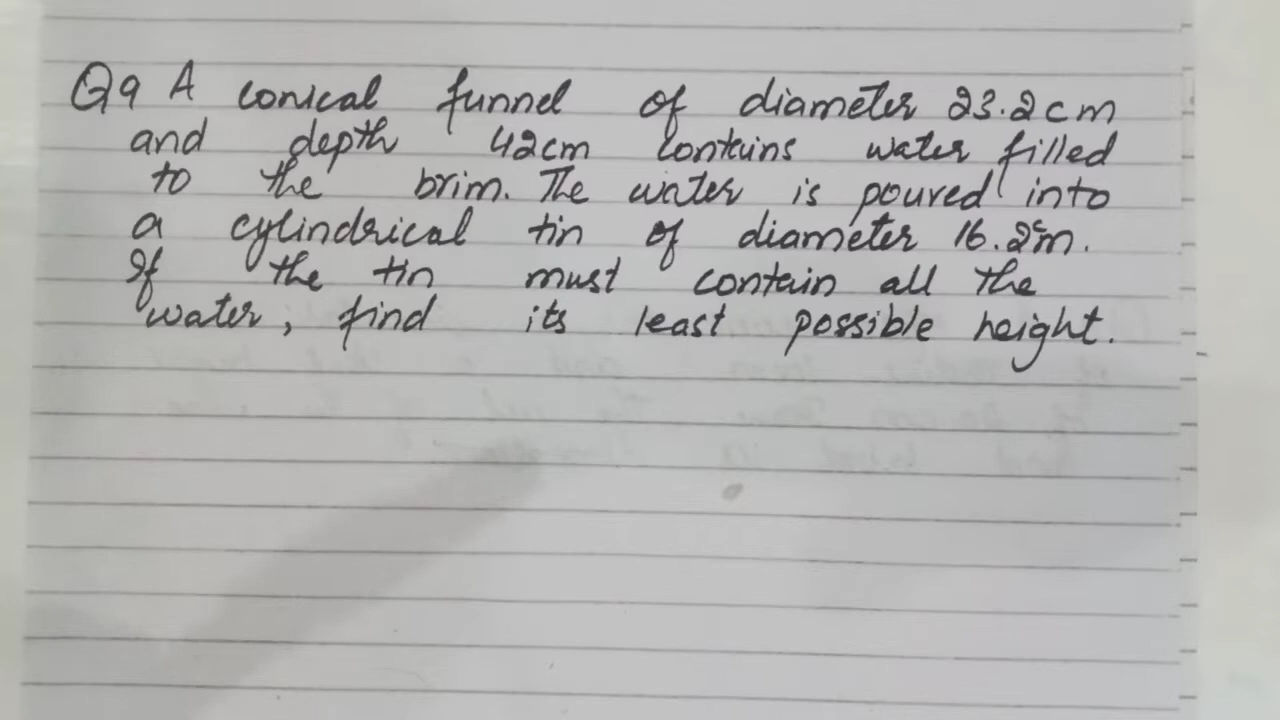 Q9 A conical funnel of diameter 23.2cm
and depth 42cm contains water filled
to the brim. The water is poured into
a cylindrical tin of diameter 16.2cm.
If the tin must contain all the
water, find its least possible height.